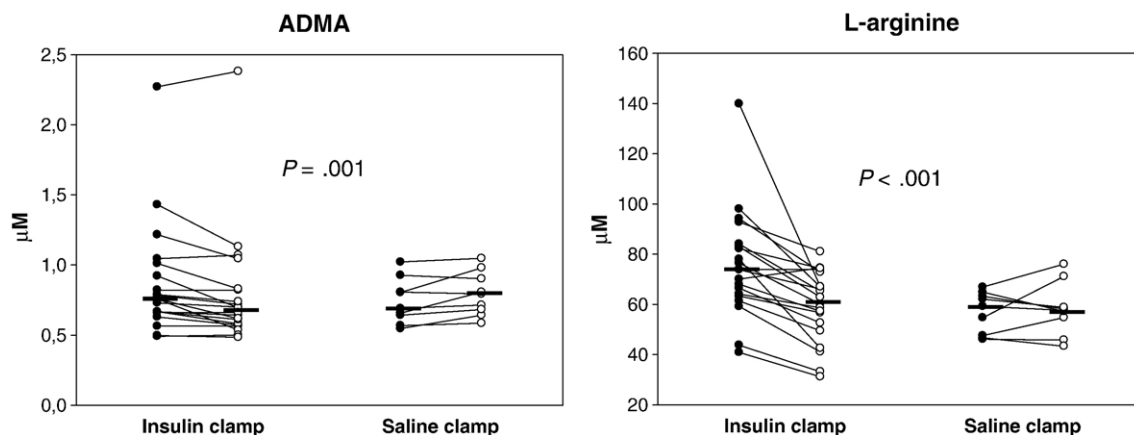 ADMA
2,5
2,0
1,5
1,0
0,5
0,0
μM
P = .001
Insulin clamp
Saline clamp
L-arginine
160
140
120
100
80
60
40
20
μM
P < .001
Insulin clamp
Saline clamp